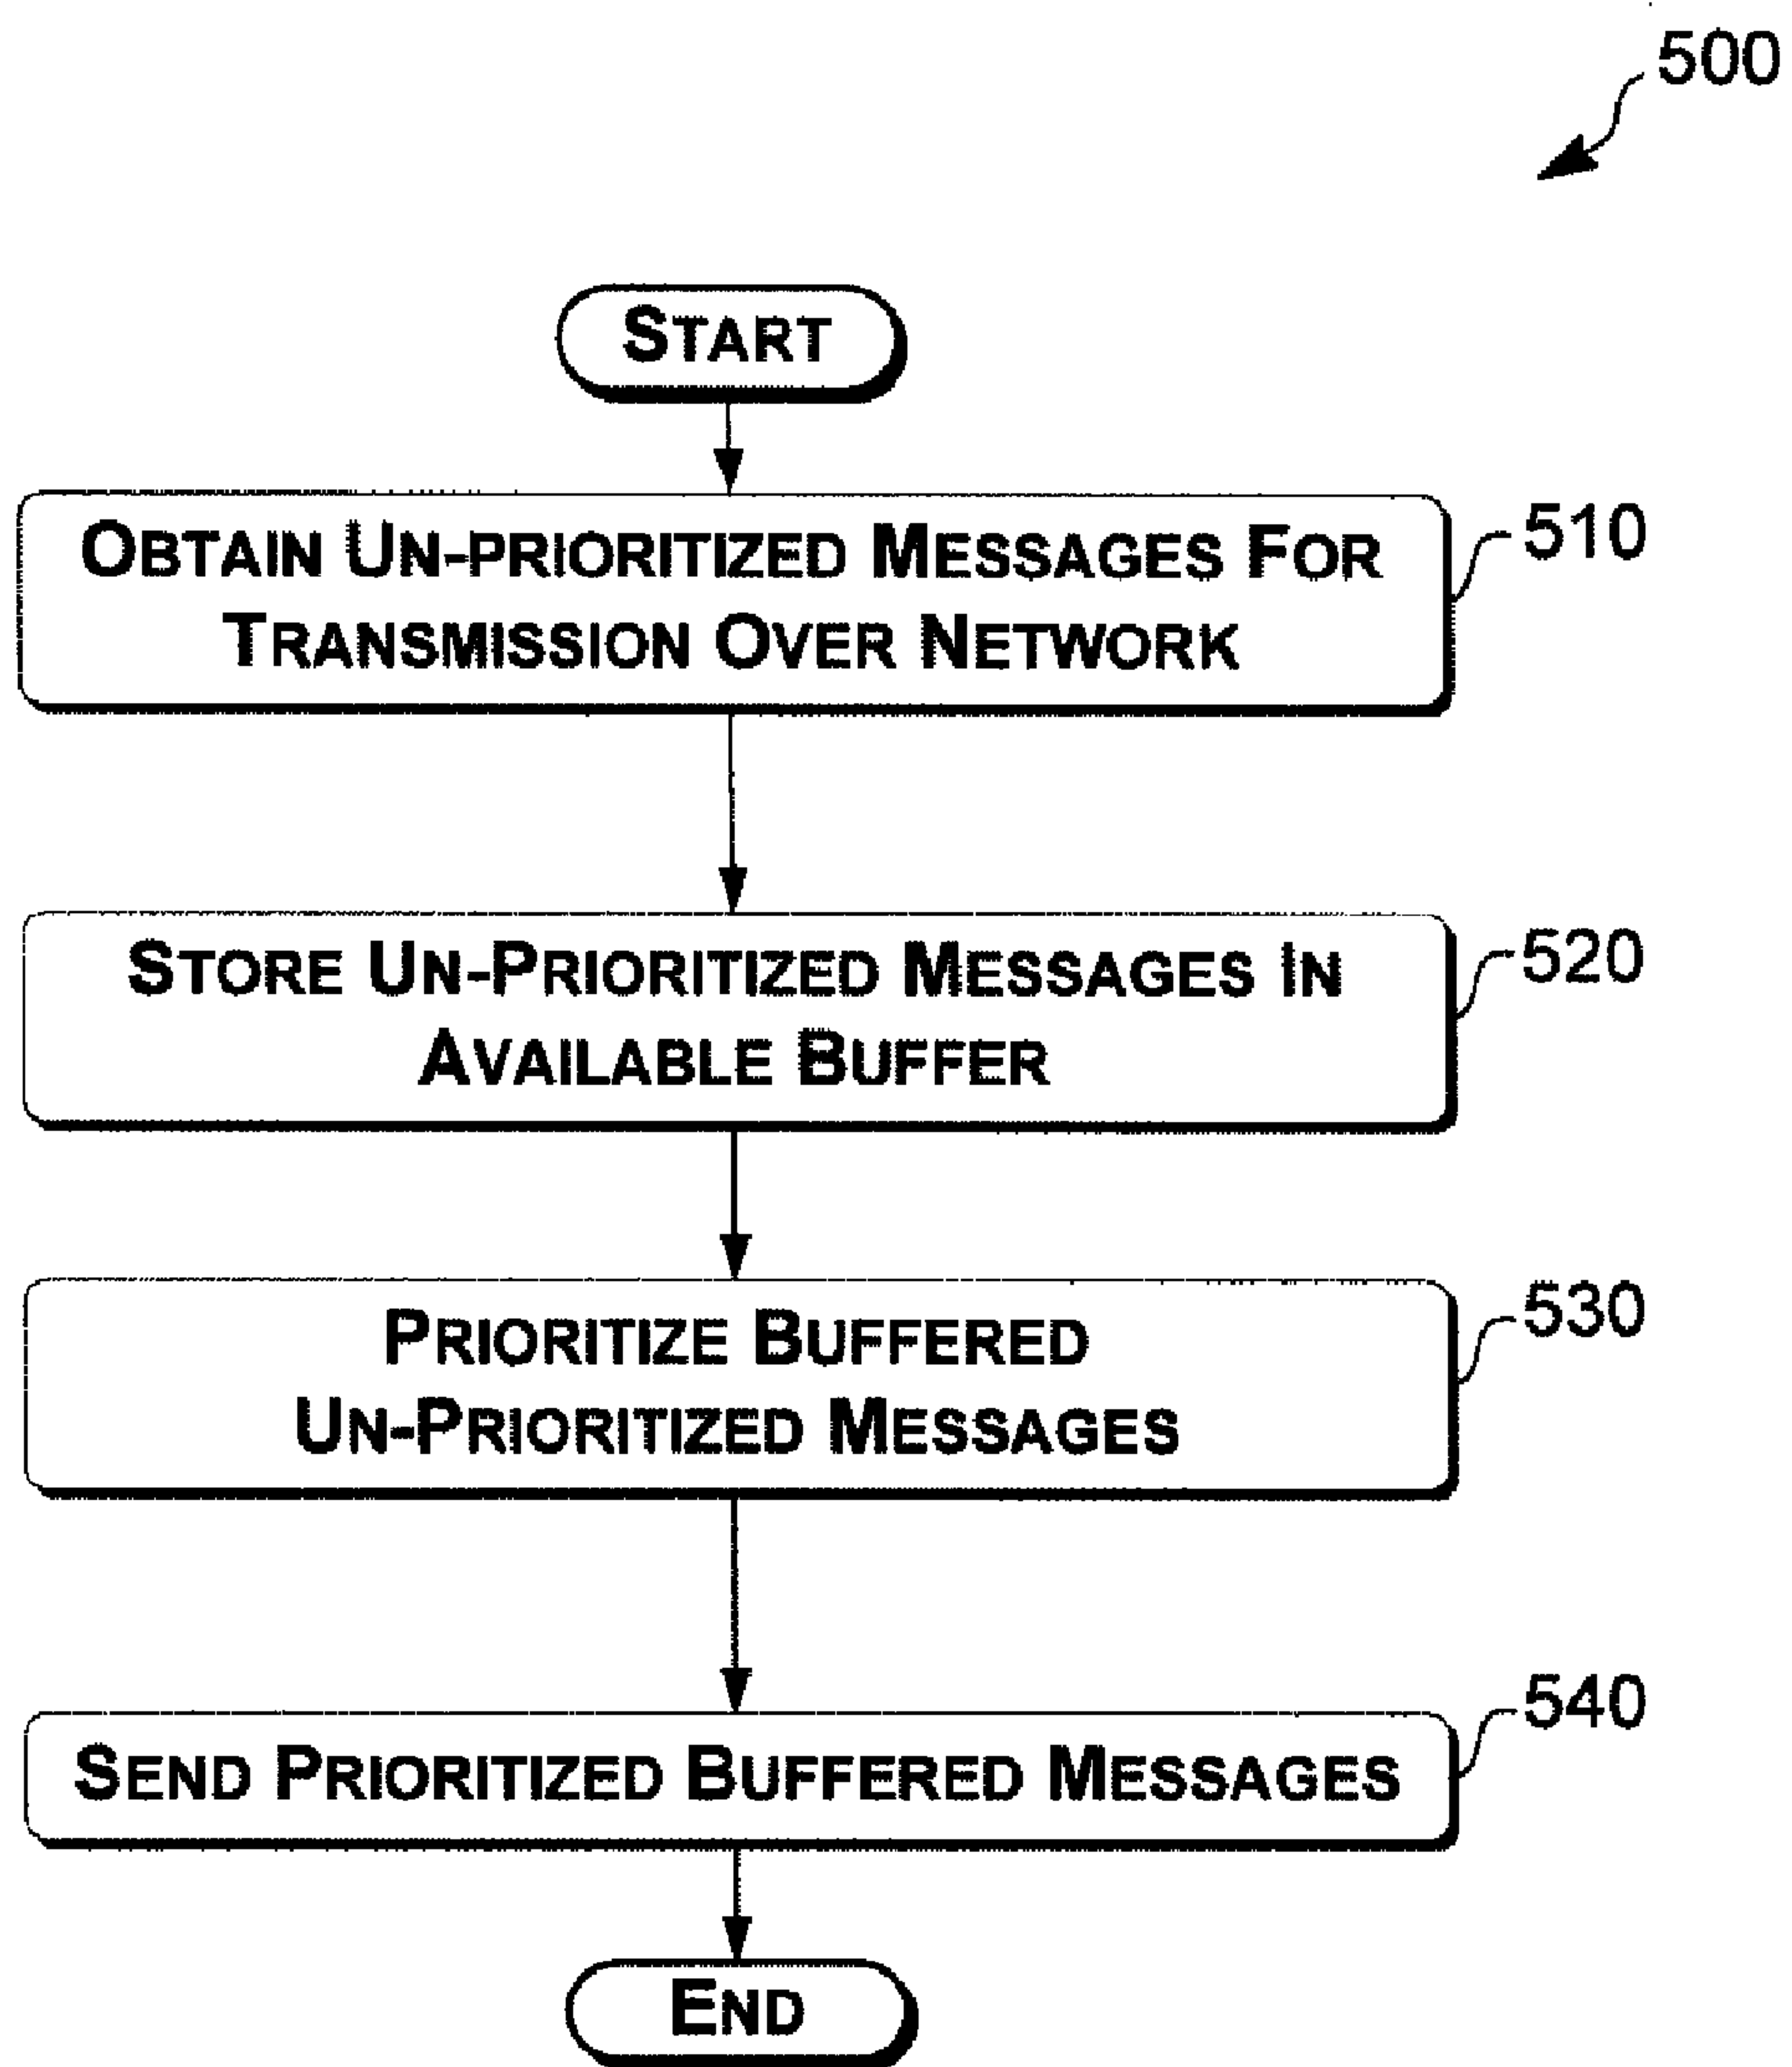 500
START
OBTAIN UN-PRIORITIZED MESSAGES FOR
TRANSMISSION OVER NETWORK
510
STORE UN-PRIORITIZED MESSAGES IN
AVAILABLE BUFFER
520
PRIORITIZE BUFFERED
UN-PRIORITIZED MESSAGES
530
SEND PRIORITIZED BUFFERED MESSAGES
540
END